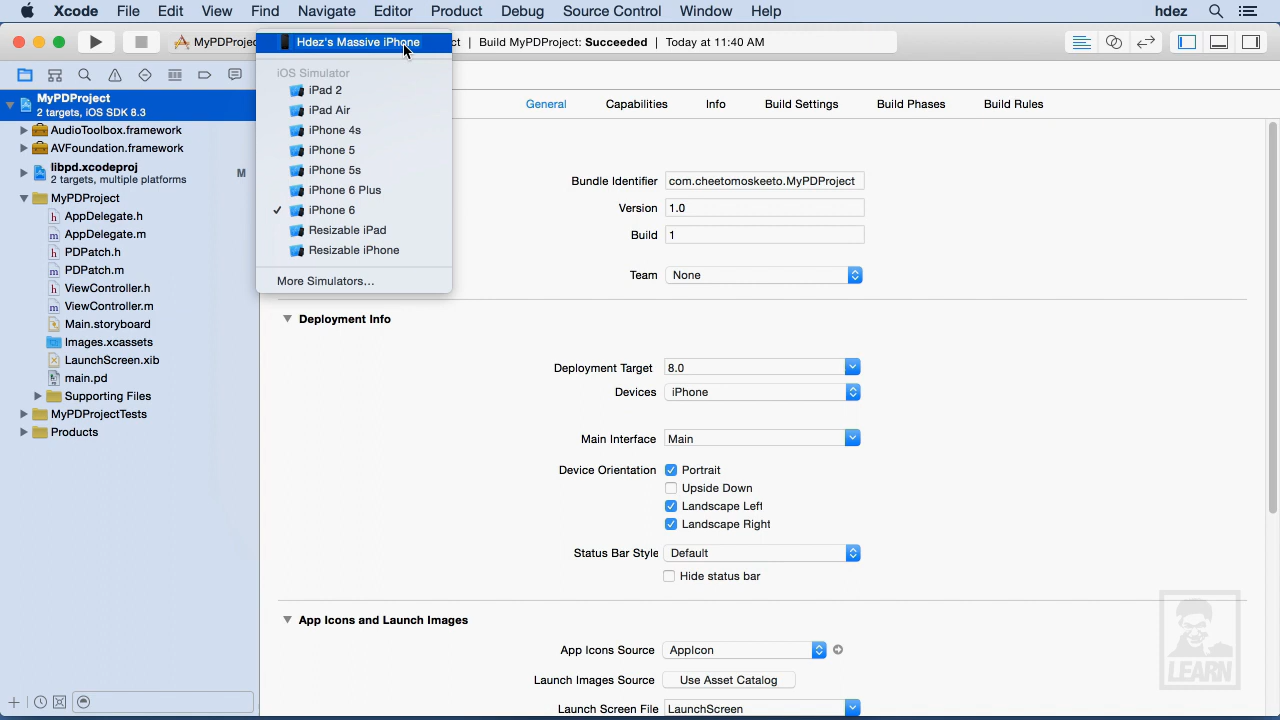 Xcode File Edit View Find Navigate Editor Product Debug Source Control Window Help hdez
MyPDProjec ct | Build MyPDProject: Succeeded | Today at 11:40 AM
Hdez's Massive iPhone
iOS Simulator
iPad 2
iPad Air
iPhone 4s
iPhone 5
iPhone 5s
iPhone 6 Plus
iPhone 6
Resizable iPad
Resizable iPhone
More Simulators...
MyPDProject
2 targets, iOS SDK 8.3
AudioToolbox.framework
AVFoundation.framework
libpd.xcodeproj M
2 targets, multiple platforms
MyPDProject
h AppDelegate.h
m AppDelegate.m
h PDPatch.h
m PDPatch.m
h ViewController.h
m ViewController.m
Main.storyboard
Images.xcassets
LaunchScreen.xib
main.pd
Supporting Files
MyPDProjectTests
Products
General Capabilities Info Build Settings Build Phases Build Rules
Bundle Identifier com.cheetomoskeeto.MyPDProject
Version 1.0
Build 1
Team None
Deployment Info
Deployment Target 8.0
Devices iPhone
Main Interface Main
Device Orientation Portrait
Upside Down
Landscape Left
Landscape Right
Status Bar Style Default
Hide status bar
App Icons and Launch Images
App Icons Source AppIcon
Launch Images Source Use Asset Catalog
Launch Screen File LaunchScreen
LEARN